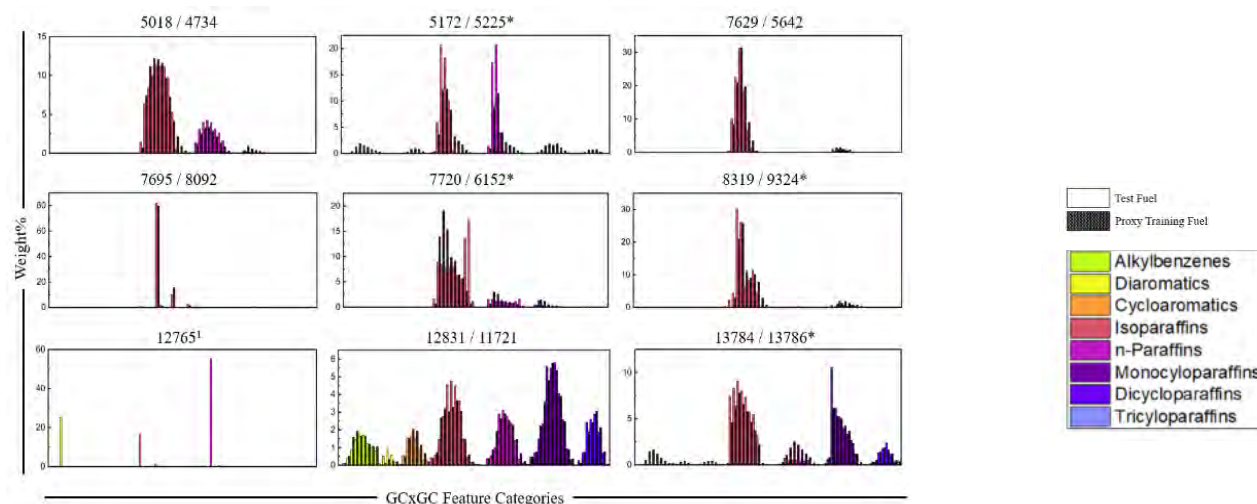 5018 / 4734
5172 / 5225*
7629 / 5642
15
10
5
0
20
15
10
5
0
30
20
10
0
7695 / 8092
7720 / 6152*
8319 / 9324*
80
60
40
20
0
20
15
10
5
0
30
20
10
0
12765¹
12831 / 11721
13784 / 13786*
60
40
20
0
6
5
4
3
2
1
0
10
5
0
Weight%
GCxGC Feature Categories
Test Fuel
Proxy Training Fuel
Alkylbenzenes
Diaromatics
Cycloaromatics
Isoparaffins
n-Paraffins
Monocyloparaffins
Dicycloparaffins
Tricyloparaffins